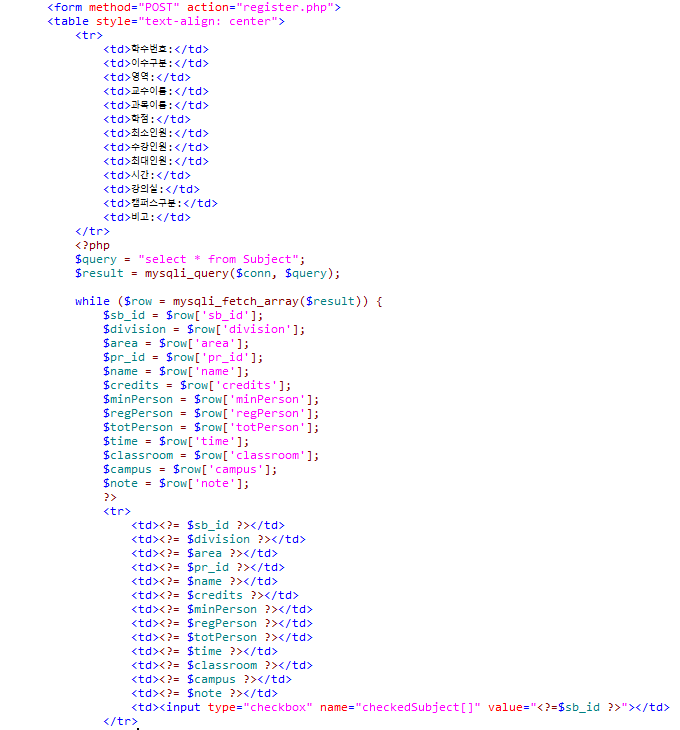 <form method="POST" action="register.php">
<table style="text-align: center">
<tr>
<td>학수번호:</td>
<td>이수구분:</td>
<td>영역:</td>
<td>교수이름:</td>
<td>과목이름:</td>
<td>학점:</td>
<td>최소인원:</td>
<td>수강인원:</td>
<td>최대인원:</td>
<td>시간:</td>
<td>강의실:</td>
<td>캠퍼스구분:</td>
<td>비고:</td>
</tr>
<?php
$query = "select * from Subject";
$result = mysqli_query($conn, $query);
while ($row = mysqli_fetch_array($result)) {
$sb_id = $row['sb_id'];
$division = $row['division'];
$area = $row['area'];
$pr_id = $row['pr_id'];
$name = $row['name'];
$credits = $row['credits'];
$minPerson = $row['minPerson'];
$regPerson = $row['regPerson'];
$totPerson = $row['totPerson'];
$time = $row['time'];
$classroom = $row['classroom'];
$campus = $row['campus'];
$note = $row['note'];
?>
<tr>
<td><?= $sb_id ?></td>
<td><?= $division ?></td>
<td><?= $area ?></td>
<td><?= $pr_id ?></td>
<td><?= $name ?></td>
<td><?= $credits ?></td>
<td><?= $minPerson ?></td>
<td><?= $regPerson ?></td>
<td><?= $totPerson ?></td>
<td><?= $time ?></td>
<td><?= $classroom ?></td>
<td><?= $campus ?></td>
<td><?= $note ?></td>
<td><input type="checkbox" name="checkedSubject[]" value="<?=$sb_id ?>"></td>
</tr>